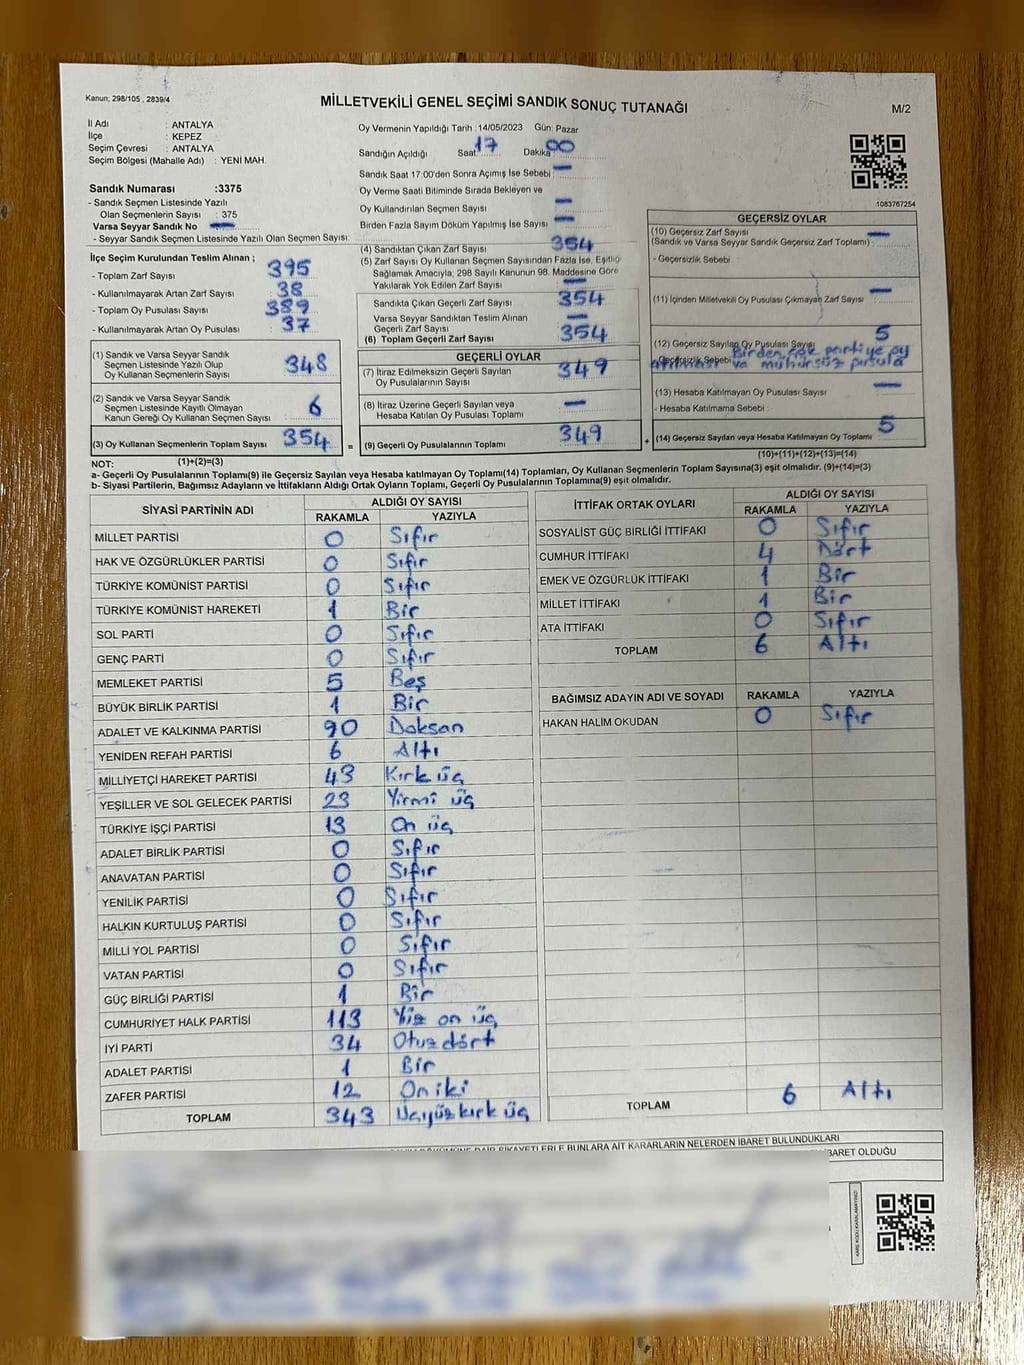 Kanun; 298/105 , 2839/4
MİLLETVEKİLİ GENEL SEÇİMİ SANDIK SONUÇ TUTANAĞI
M/2
İl Adı : ANTALYA
İlçe : KEPEZ
Seçim Çevresi : ANTALYA
Seçim Bölgesi (Mahalle Adı) : YENİ MAH.
Sandık Numarası :3375
- Sandık Seçmen Listesinde Yazılı
Olan Seçmenlerin Sayısı : 375
Varsa Seyyar Sandık No —
- Seyyar Sandık Seçmen Listesinde Yazılı Olan Seçmen Sayısı:
İlçe Seçim Kurulundan Teslim Alınan ;
- Toplam Zarf Sayısı 395
- Kullanılmayarak Artan Zarf Sayısı 38
- Toplam Oy Pusulası Sayısı 389
- Kullanılmayarak Artan Oy Pusulası 37
(1) Sandık ve Varsa Seyyar Sandık
Seçmen Listesinde Yazılı Olup
Oy Kullanan Seçmenlerin Sayısı 348
(2) Sandık ve Varsa Seyyar Sandık
Seçmen Listesinde Kayıtlı Olmayan
Kanun Gereği Oy Kullanan Seçmen Sayısı 6
(3) Oy Kullanan Seçmenlerin Toplam Sayısı 354 =
(1)+(2)=(3)
Oy Vermenin Yapıldığı Tarih :14/05/2023 Gün: Pazar
Sandığın Açıldığı Saat 17 Dakika 00
Sandık Saat 17.00'den Sonra Açımış İse Sebebi —
Oy Verme Saati Bitiminde Sırada Bekleyen ve
Oy Kullandırılan Seçmen Sayısı —
Birden Fazla Sayım Döküm Yapılmış İse Sayısı —
(4) Sandıktan Çıkan Zarf Sayısı 354
(5) Zarf Sayısı Oy Kullanan Seçmen Sayısından Fazla İse, Eşitliği
Sağlamak Amacıyla, 298 Sayılı Kanunun 98. Maddesine Göre
Yakılarak Yok Edilen Zarf Sayısı —
Sandıkta Çıkan Geçerli Zarf Sayısı 354
Varsa Seyyar Sandıktan Teslim Alınan
Geçerli Zarf Sayısı —
(6) Toplam Geçerli Zarf Sayısı 354
GEÇERLİ OYLAR
(7) İtiraz Edilmeksizin Geçerli Sayılan
Oy Pusulalarının Sayısı 349
(8) İtiraz Üzerine Geçerli Sayılan veya
Hesaba Katılan Oy Pusulası Toplamı —
(9) Geçerli Oy Pusulalarının Toplamı 349 +
1083767254
GEÇERSİZ OYLAR
(10) Geçersiz Zarf Sayısı —
(Sandık ve Varsa Seyyar Sandık Geçersiz Zarf Toplamı) :
- Geçersizlik Sebebi :
(11) İçinden Milletvekili Oy Pusulası Çıkmayan Zarf Sayısı —
(12) Geçersiz Sayılan Oy Pusulası Sayısı 5
- Geçersizlik Sebebi Birden çok partiye oy
atılması ve mühürsüz pusula
(13) Hesaba Katılmayan Oy Pusulası Sayısı —
- Hesaba Katılmama Sebebi :
(14) Geçersiz Sayılan veya Hesaba Katılmayan Oy Toplamı 5
(10)+(11)+(12)+(13)=(14)
NOT:
a- Geçerli Oy Pusulalarının Toplamı(9) ile Geçersiz Sayılan veya Hesaba katılmayan Oy Toplamı(14) Toplamları, Oy Kullanan Seçmenlerin Toplam Sayısına(3) eşit olmalıdır. (9)+(14)=(3)
b- Siyasi Partilerin, Bağımsız Adayların ve İttifakların Aldığı Ortak Oyların Toplamı, Geçerli Oy Pusulalarının Toplamına(9) eşit olmalıdır.
SİYASİ PARTİNİN ADI ALDIĞI OY SAYISI
RAKAMLA YAZIYLA
MİLLET PARTİSİ 0 Sıfır
HAK VE ÖZGÜRLÜKLER PARTİSİ 0 Sıfır
TÜRKİYE KOMÜNİST PARTİSİ 0 Sıfır
TÜRKİYE KOMÜNİST HAREKETİ 1 Bir
SOL PARTİ 0 Sıfır
GENÇ PARTİ 0 Sıfır
MEMLEKET PARTİSİ 5 Beş
BÜYÜK BİRLİK PARTİSİ 1 Bir
ADALET VE KALKINMA PARTİSİ 90 Doksan
YENİDEN REFAH PARTİSİ 6 Altı
MİLLİYETÇİ HAREKET PARTİSİ 43 Kırk üç
YEŞİLLER VE SOL GELECEK PARTİSİ 23 Yirmi üç
TÜRKİYE İŞÇİ PARTİSİ 13 On üç
ADALET BİRLİK PARTİSİ 0 Sıfır
ANAVATAN PARTİSİ 0 Sıfır
YENİLİK PARTİSİ 0 Sıfır
HALKIN KURTULUŞ PARTİSİ 0 Sıfır
MİLLİ YOL PARTİSİ 0 Sıfır
VATAN PARTİSİ 0 Sıfır
GÜÇ BİRLİĞİ PARTİSİ 1 Bir
CUMHURİYET HALK PARTİSİ 113 Yüz on üç
İYİ PARTİ 34 Otuz dört
ADALET PARTİSİ 1 Bir
ZAFER PARTİSİ 12 Oniki
TOPLAM 343 Üçyüzkırk üç
İTTİFAK ORTAK OYLARI ALDIĞI OY SAYISI
RAKAMLA YAZIYLA
SOSYALİST GÜÇ BİRLİĞİ İTTİFAKI 0 Sıfır
CUMHUR İTTİFAKI 4 Dört
EMEK VE ÖZGÜRLÜK İTTİFAKI 1 Bir
MİLLET İTTİFAKI 1 Bir
ATA İTTİFAKI 0 Sıfır
TOPLAM 6 Altı
BAĞIMSIZ ADAYIN ADI VE SOYADI RAKAMLA YAZIYLA
HAKAN HALİM OKUDAN 0 Sıfır
TOPLAM 6 Altı
DAİR ŞİKAYETLERLE BUNLARA AİT KARARLARIN NELERDEN İBARET BULUNDUKLARI
İBARET OLDUĞU